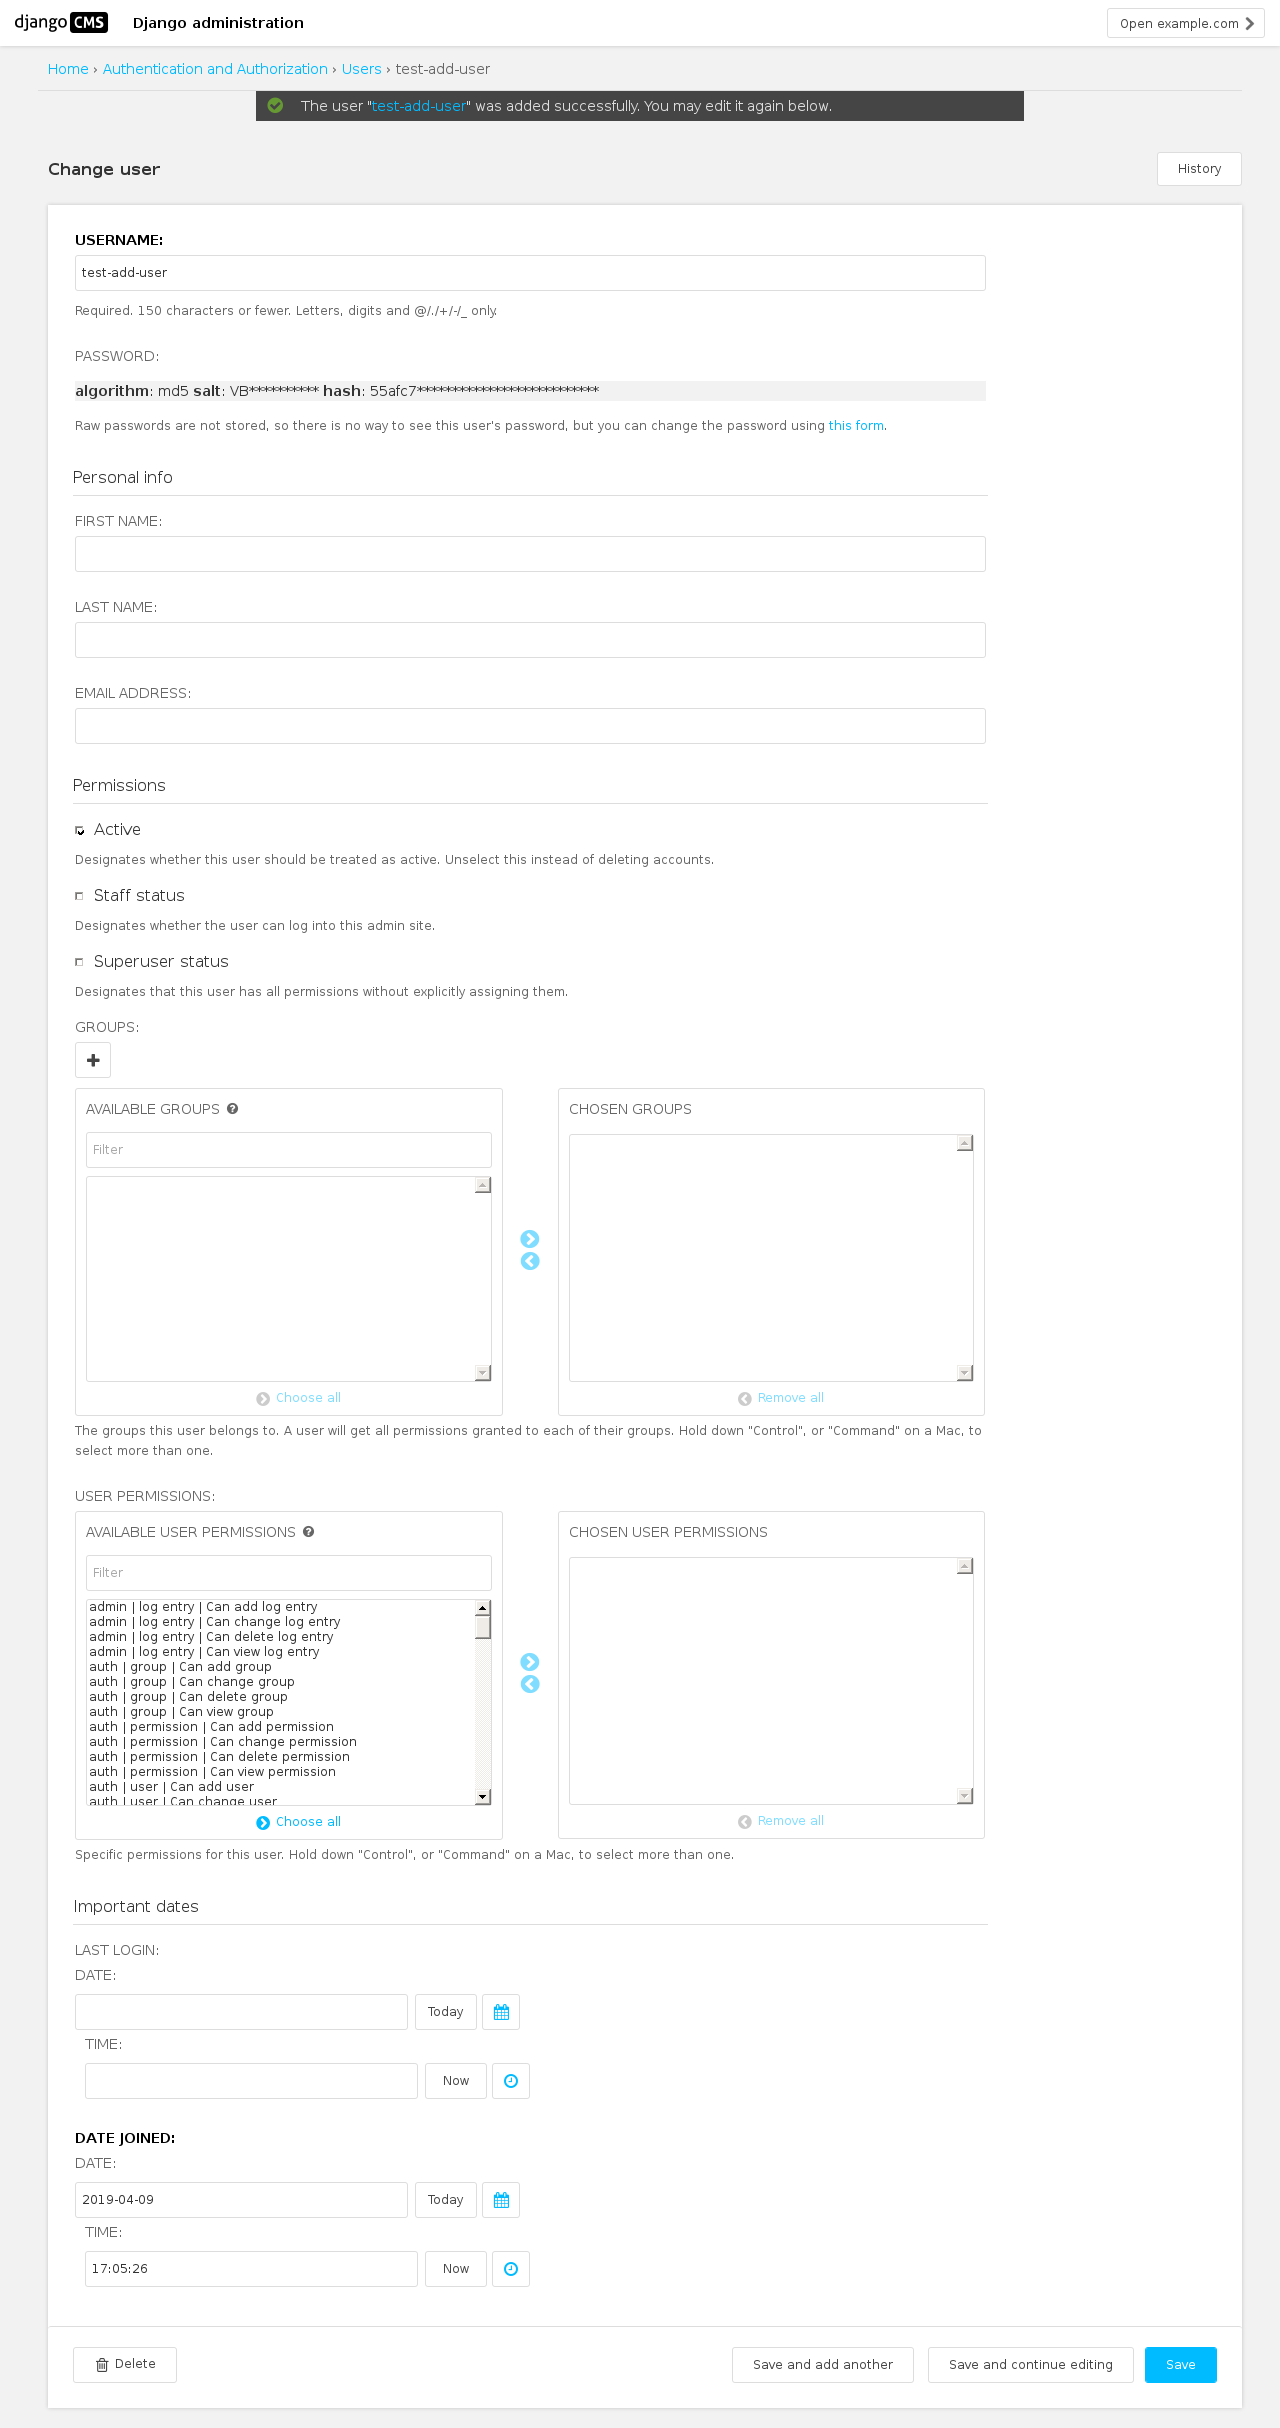 django CMS Django administration Open example.com
Home › Authentication and Authorization › Users › test-add-user
The user "test-add-user" was added successfully. You may edit it again below.
Change user
History
USERNAME:
test-add-user
Required. 150 characters or fewer. Letters, digits and @/./+/-/_ only.
PASSWORD:
algorithm: md5 salt: VB********** hash: 55afc7**************************
Raw passwords are not stored, so there is no way to see this user's password, but you can change the password using this form.
Personal info
FIRST NAME:
LAST NAME:
EMAIL ADDRESS:
Permissions
Active
Designates whether this user should be treated as active. Unselect this instead of deleting accounts.
Staff status
Designates whether the user can log into this admin site.
Superuser status
Designates that this user has all permissions without explicitly assigning them.
GROUPS:
AVAILABLE GROUPS
Filter
Choose all
CHOSEN GROUPS
Remove all
The groups this user belongs to. A user will get all permissions granted to each of their groups. Hold down "Control", or "Command" on a Mac, to
select more than one.
USER PERMISSIONS:
AVAILABLE USER PERMISSIONS
Filter
admin | log entry | Can add log entry
admin | log entry | Can change log entry
admin | log entry | Can delete log entry
admin | log entry | Can view log entry
auth | group | Can add group
auth | group | Can change group
auth | group | Can delete group
auth | group | Can view group
auth | permission | Can add permission
auth | permission | Can change permission
auth | permission | Can delete permission
auth | permission | Can view permission
auth | user | Can add user
auth | user | Can change user
Choose all
CHOSEN USER PERMISSIONS
Remove all
Specific permissions for this user. Hold down "Control", or "Command" on a Mac, to select more than one.
Important dates
LAST LOGIN:
DATE:
Today
TIME:
Now
DATE JOINED:
DATE:
2019-04-09 Today
TIME:
17:05:26 Now
Delete Save and add another Save and continue editing Save